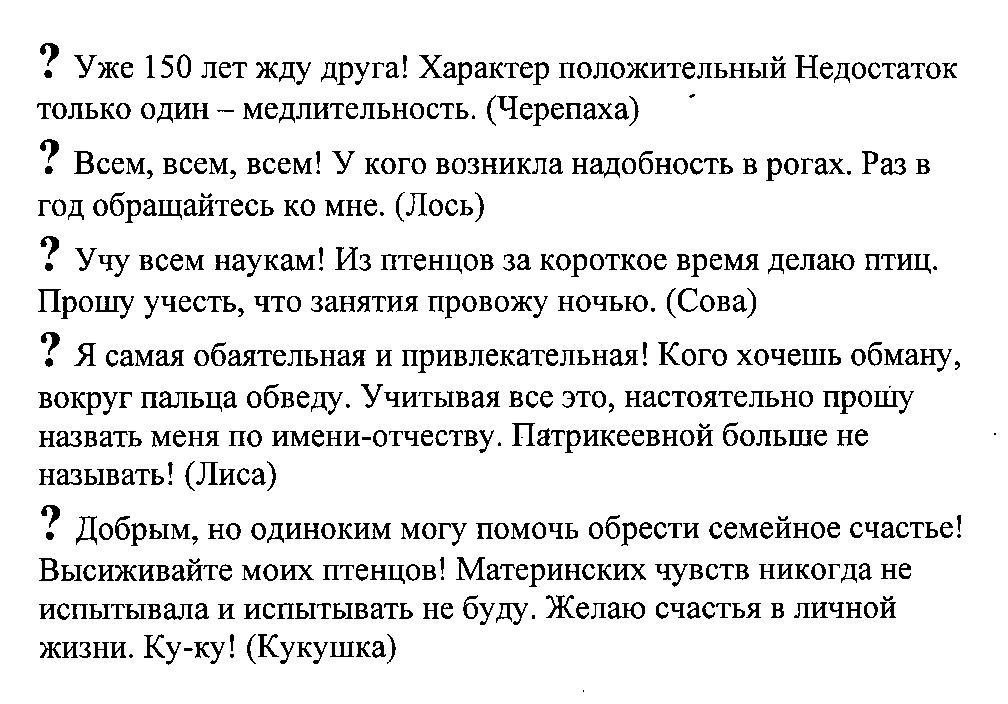 ? Уже 150 лет жду друга! Характер положительный Недостаток
только один – медлительность. (Черепаха)
? Всем, всем, всем! У кого возникла надобность в рогах. Раз в
год обращайтесь ко мне. (Лось)
? Учу всем наукам! Из птенцов за короткое время делаю птиц.
Прошу учесть, что занятия провожу ночью. (Сова)
? Я самая обаятельная и привлекательная! Кого хочешь обману,
вокруг пальца обведу. Учитывая все это, настоятельно прошу
назвать меня по имени-отчеству. Патрикеевной больше не
называть! (Лиса)
? Добрым, но одиноким могу помочь обрести семейное счастье!
Высиживайте моих птенцов! Материнских чувств никогда не
испытывала и испытывать не буду. Желаю счастья в личной
жизни. Ку-ку! (Кукушка)